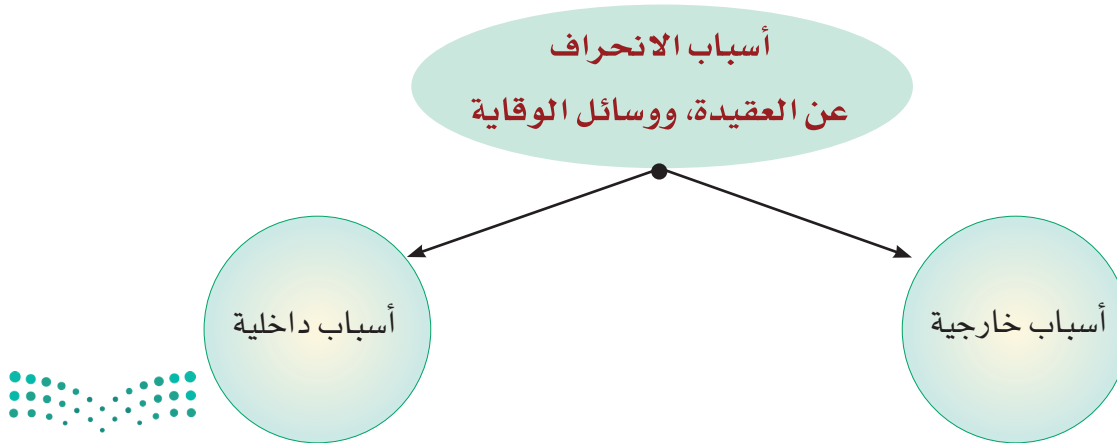 أسباب الانحراف
عن العقيدة، ووسائل الوقاية
أسباب خارجية
أسباب داخلية